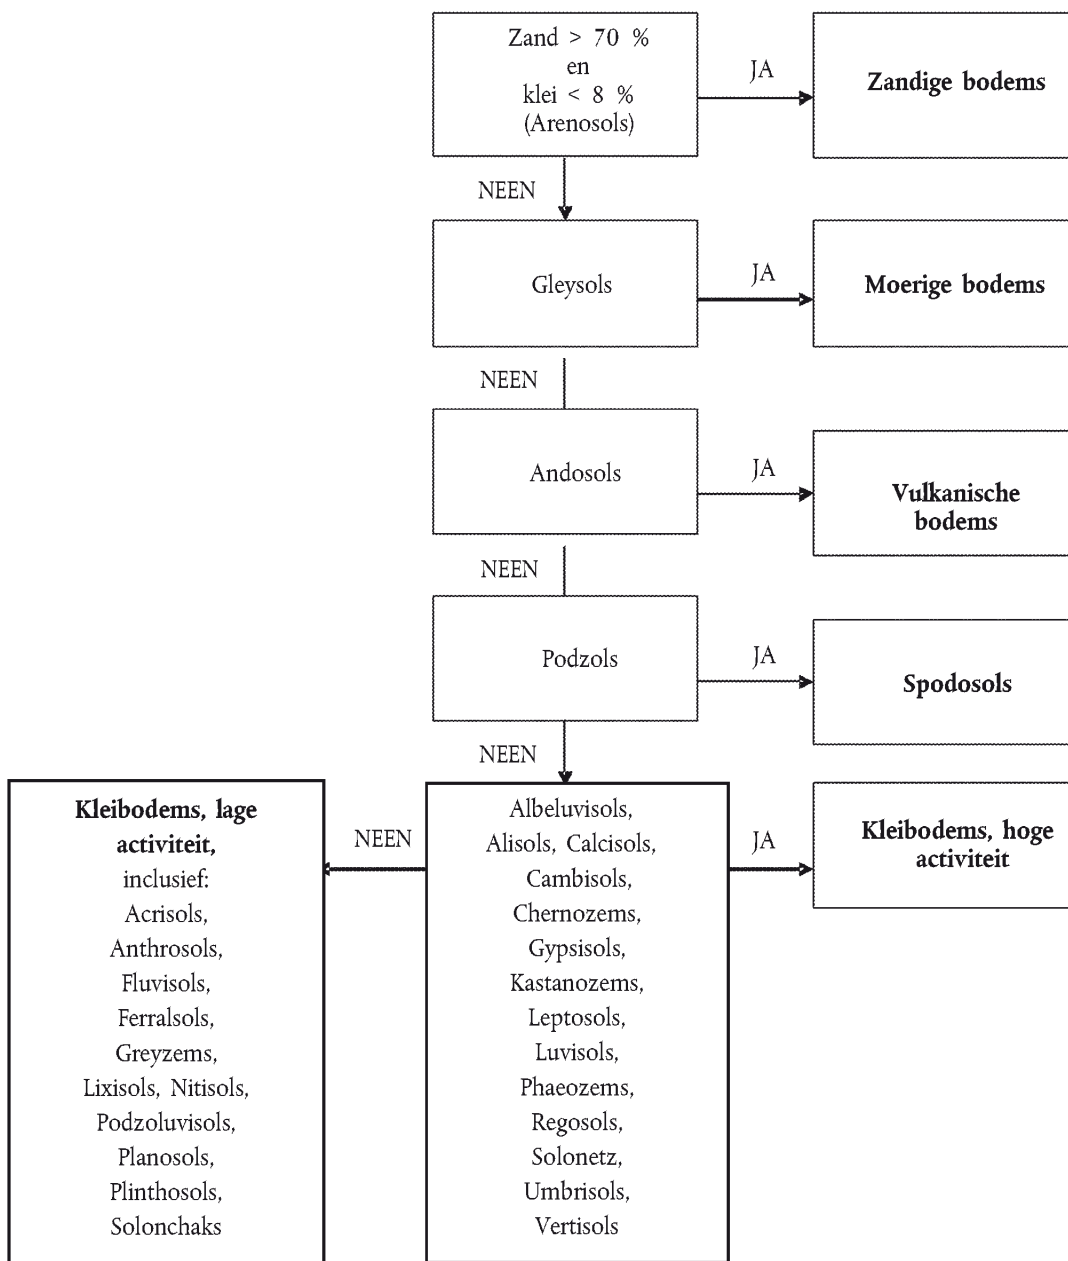 Zand > 70 %
en
klei < 8 %
(Arenosols)
JA
Zandige bodems
NEEN
Gleysols
JA
Moerige bodems
NEEN
Andosols
JA
Vulkanische
bodems
NEEN
Podzols
JA
Spodosols
NEEN
Kleibodems, lage
activiteit,
inclusief:
Acrisols,
Anthrosols,
Fluvisols,
Ferralsols,
Greyzems,
Lixisols, Nitisols,
Podzoluvisols,
Planosols,
Plinthosols,
Solonchaks
NEEN
Albeluvisols,
Alisols, Calcisols,
Cambisols,
Chernozems,
Gypsisols,
Kastanozems,
Leptosols,
Luvisols,
Phaeozems,
Regosols,
Solonetz,
Umbrisols,
Vertisols
JA
Kleibodems, hoge
activiteit